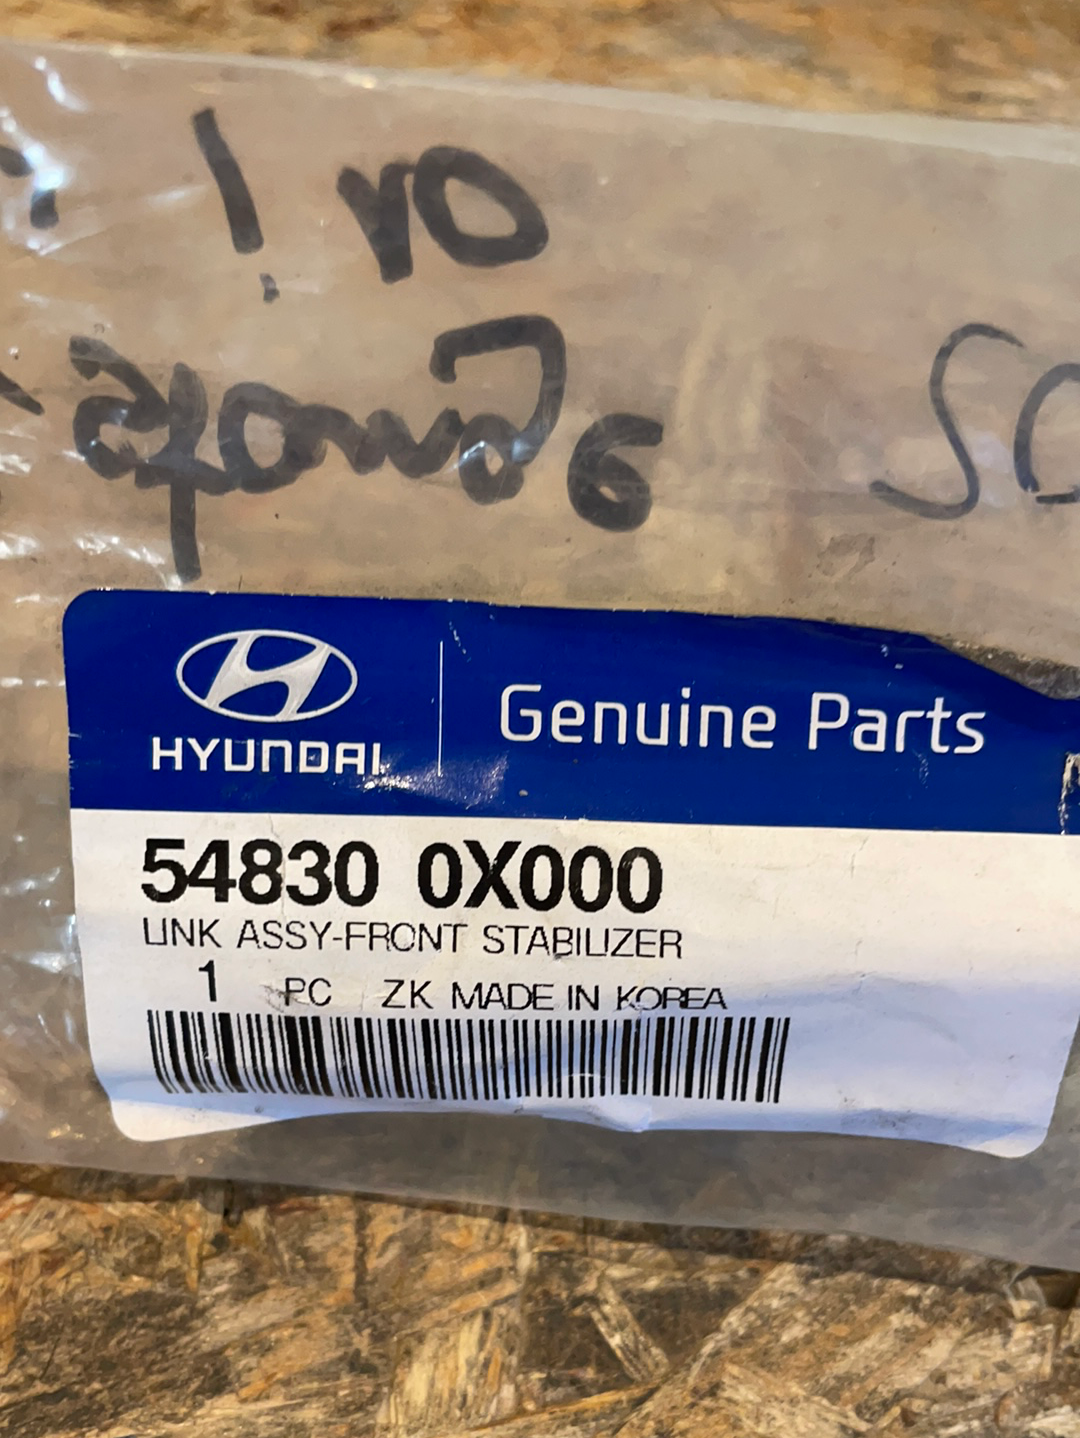 HYUNDAI
Genuine Parts
54830 0X000
LINK ASSY-FRONT STABILIZER
1 PC ZK MADE IN KOREA